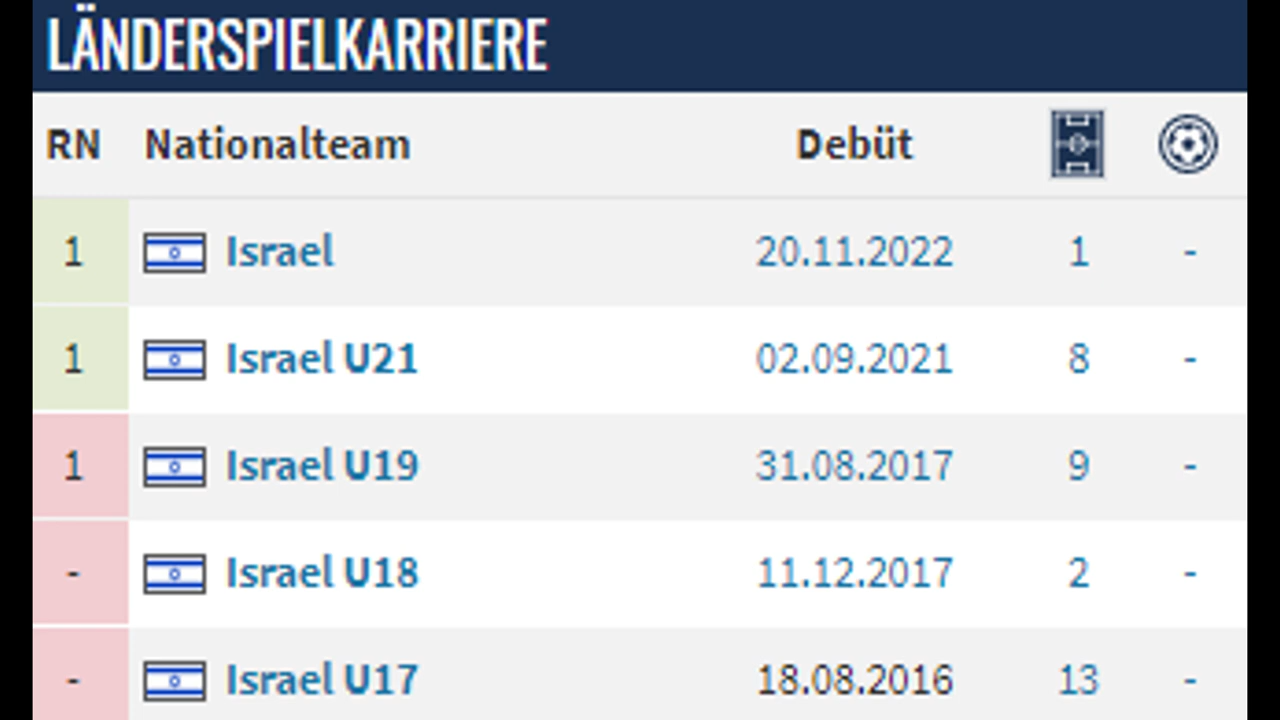 LÄNDERSPIELKARRIERE
RN Nationalteam Debüt
1 Israel 20.11.2022 1 -
1 Israel U21 02.09.2021 8 -
1 Israel U19 31.08.2017 9 -
- Israel U18 11.12.2017 2 -
- Israel U17 18.08.2016 13 -